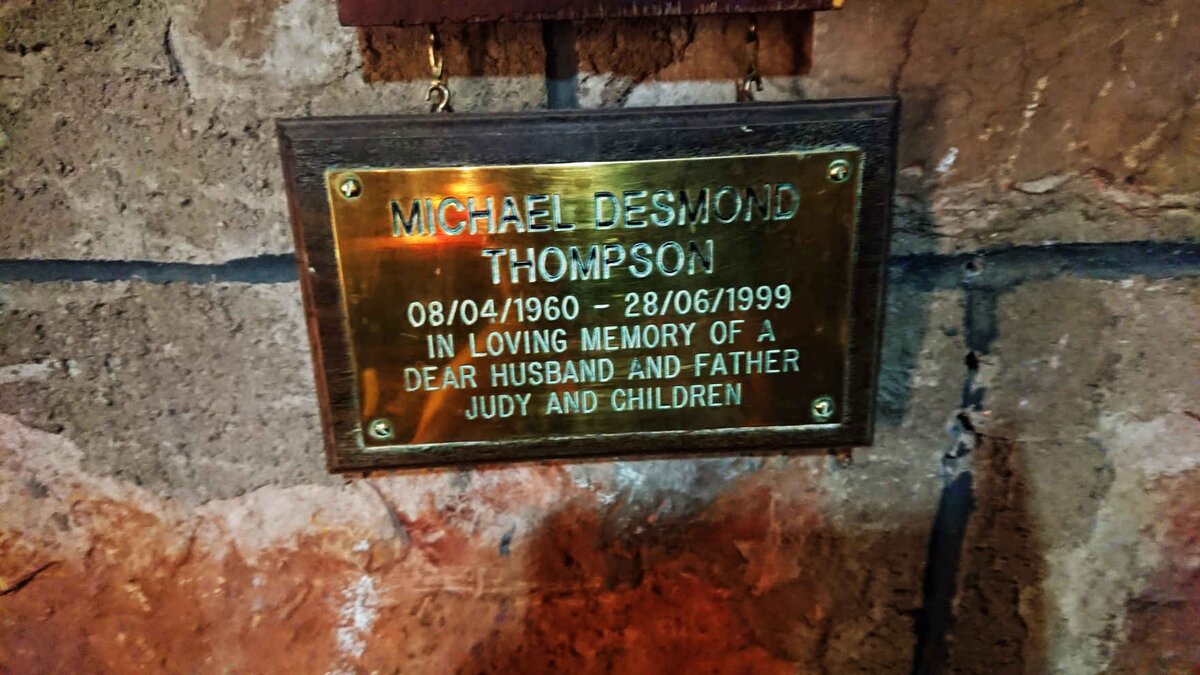 MICHAEL DESMOND
THOMPSON
08/04/1960 - 28/06/1999
IN LOVING MEMORY OF A
DEAR HUSBAND AND FATHER
JUDY AND CHILDREN